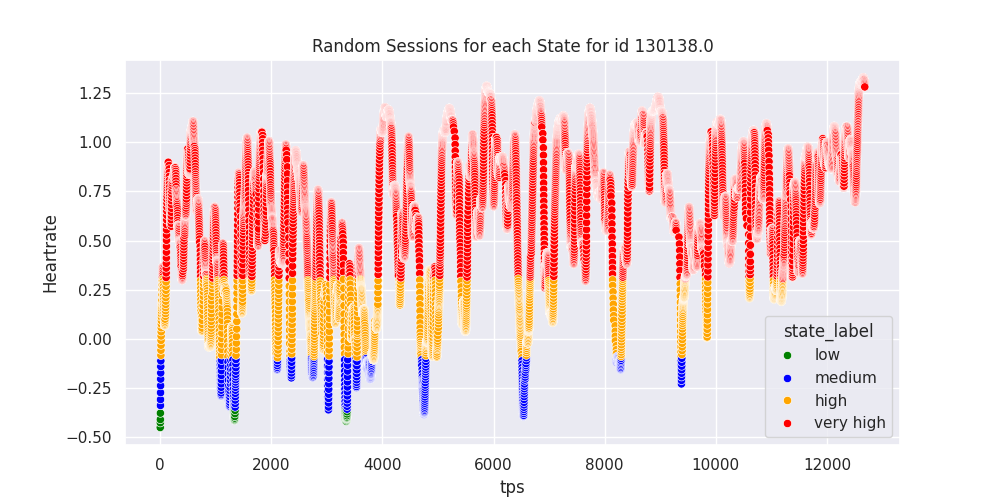 Random Sessions for each State for id 130138.0
Heartrate
1.25
1.00
0.75
0.50
0.25
0.00
−0.25
−0.50
0
2000
4000
6000
8000
10000
12000
tps
state_label
low
medium
high
very high